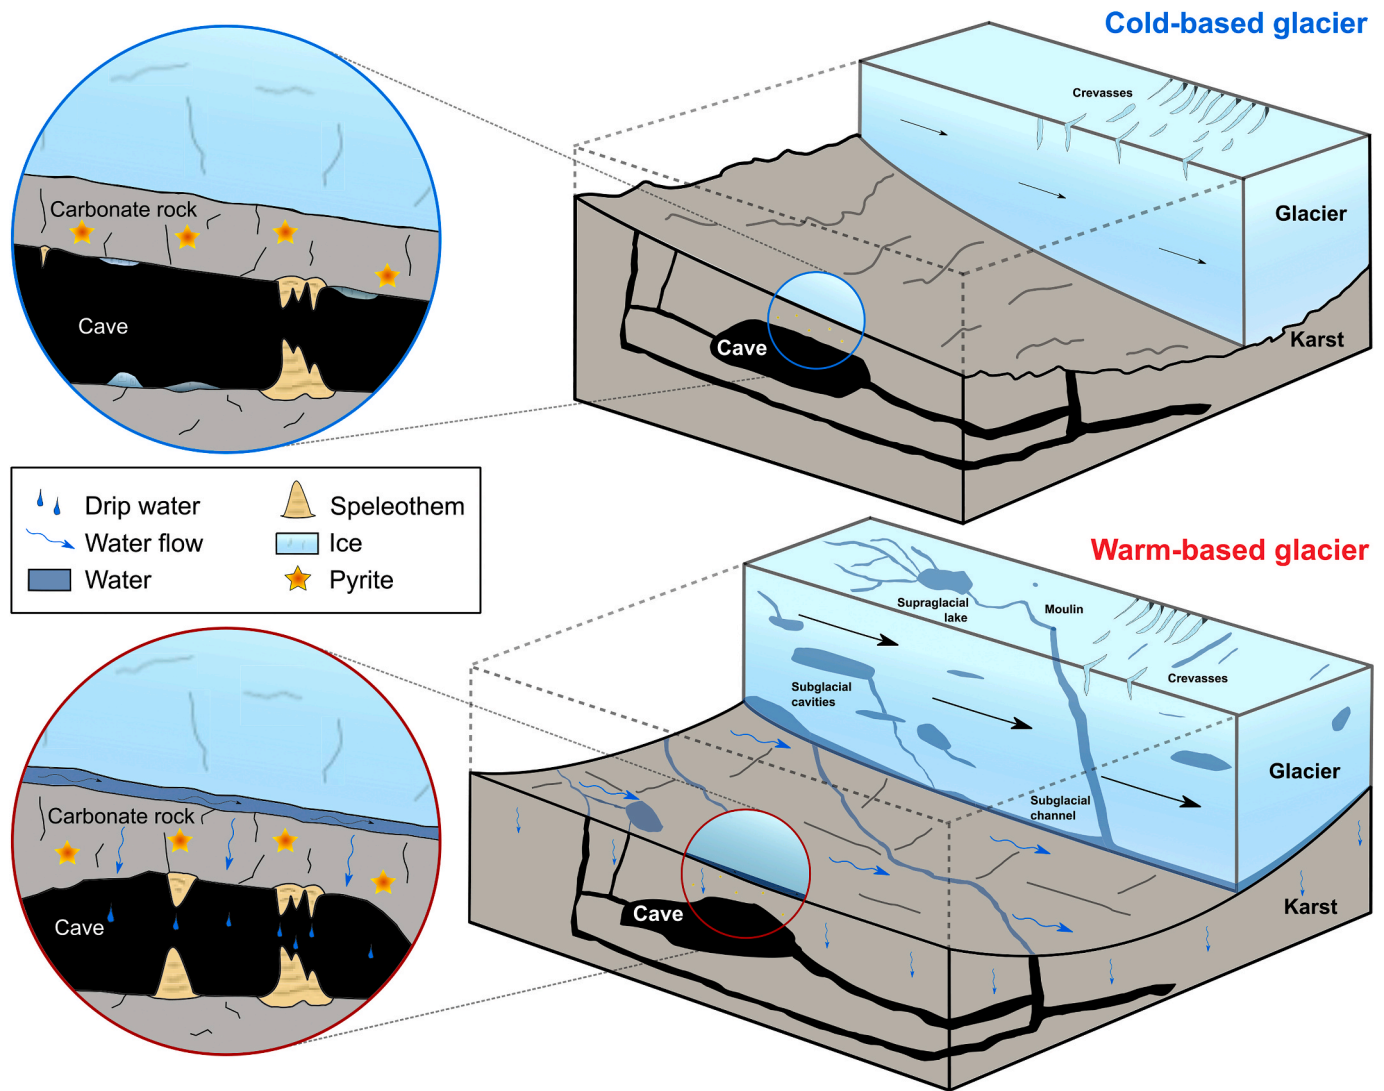 Cold-based glacier
Crevasses
Glacier
Karst
Cave
Carbonate rock
Cave
Drip water
Speleothem
Water flow
Ice
Water
Pyrite
Warm-based glacier
Supraglacial
lake
Moulin
Crevasses
Subglacial
cavities
Glacier
Subglacial
channel
Karst
Cave
Carbonate rock
Cave